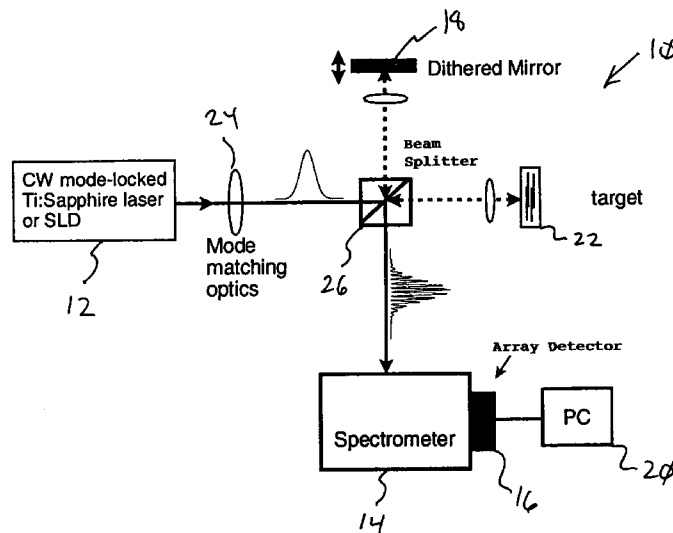 18
10
Dithered Mirror
24
Beam
Splitter
CW mode-locked
Ti:Sapphire laser
or SLD
target
22
Mode
matching
optics
26
12
Array Detector
Spectrometer
PC
14
16
20